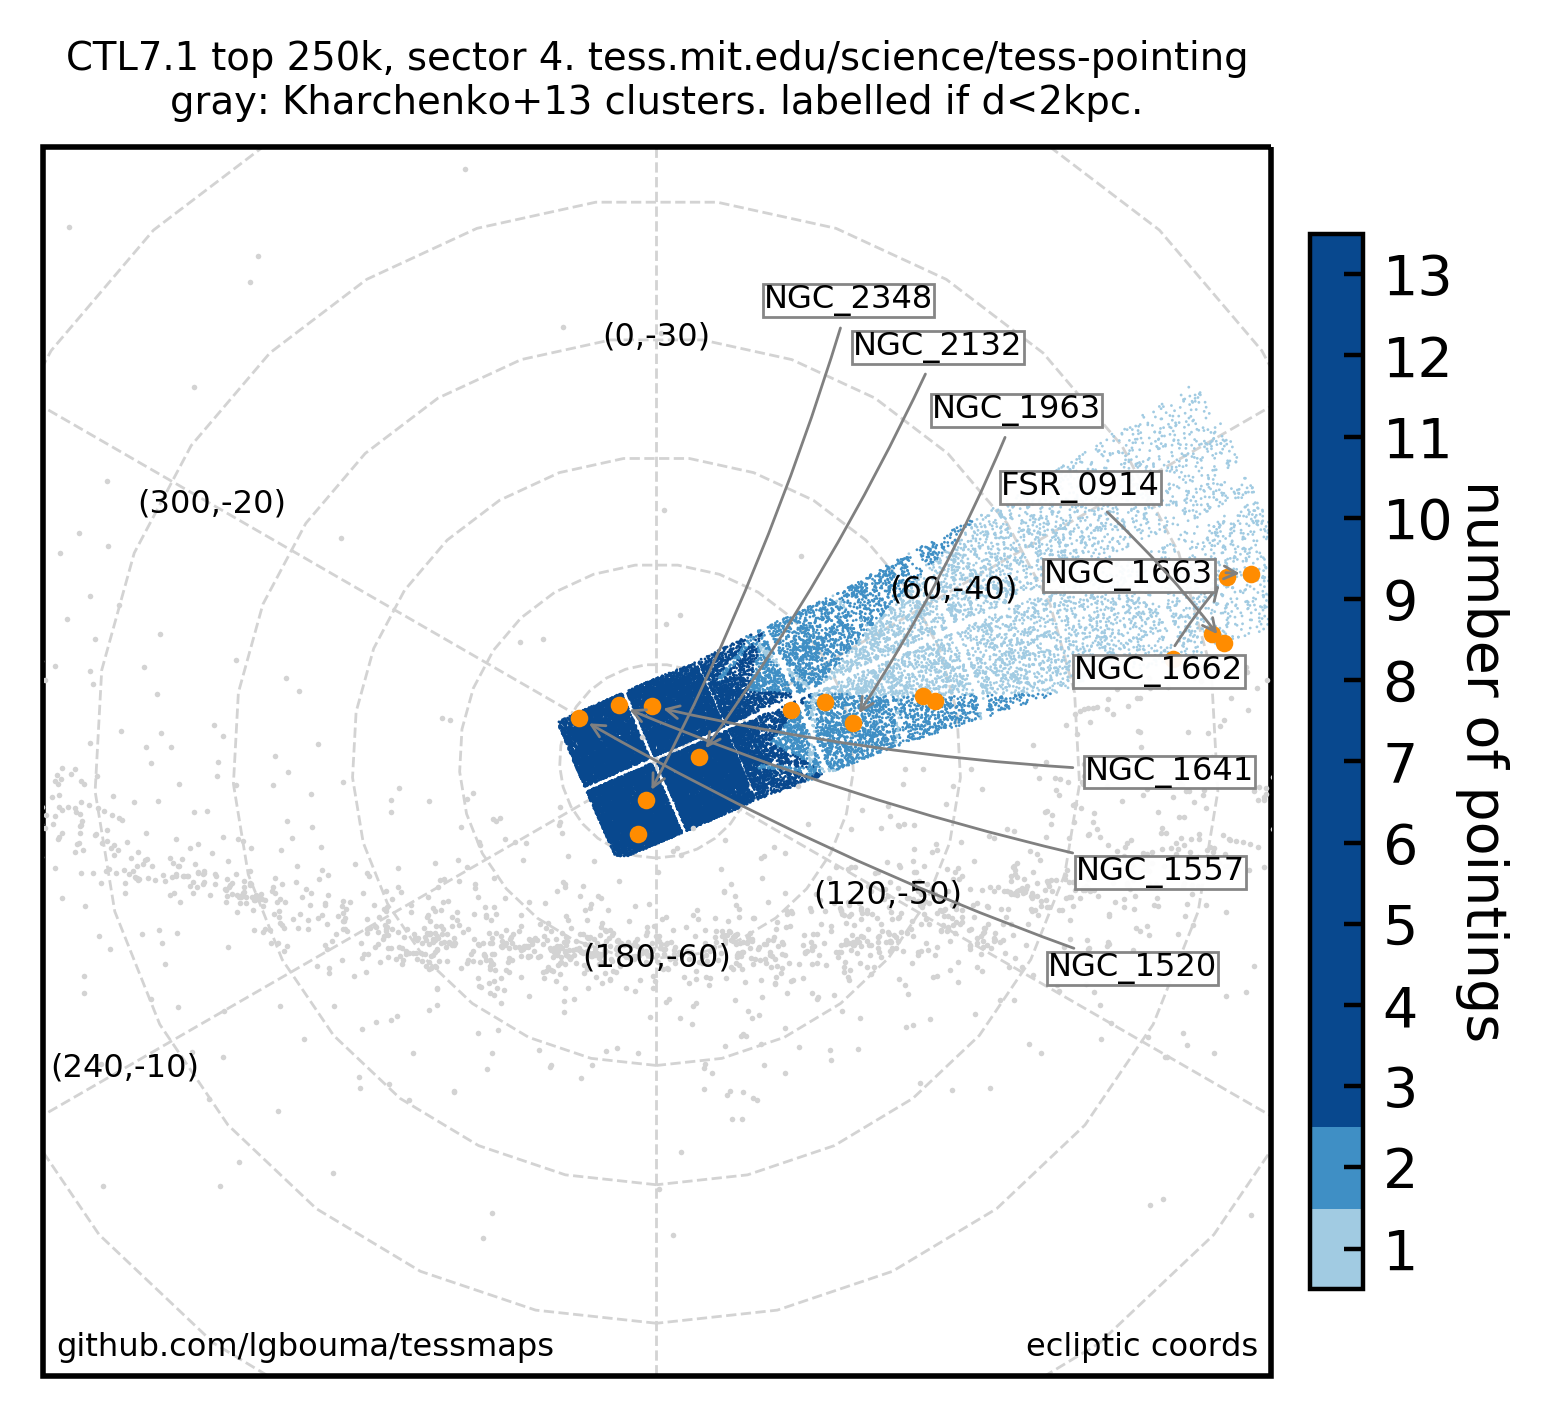 CTL7.1 top 250k, sector 4. tess.mit.edu/science/tess-pointing
gray: Kharchenko+13 clusters. labelled if d<2kpc.
NGC_2348
(0,-30)
NGC_2132
NGC_1963
FSR_0914
(300,-20)
NGC_1663
(60,-40)
NGC_1662
NGC_1641
NGC_1557
(120,-50)
(180,-60)
NGC_1520
(240,-10)
github.com/lgbouma/tessmaps
ecliptic coords
13
12
11
10
9
8
7
6
5
4
3
2
1
number of pointings